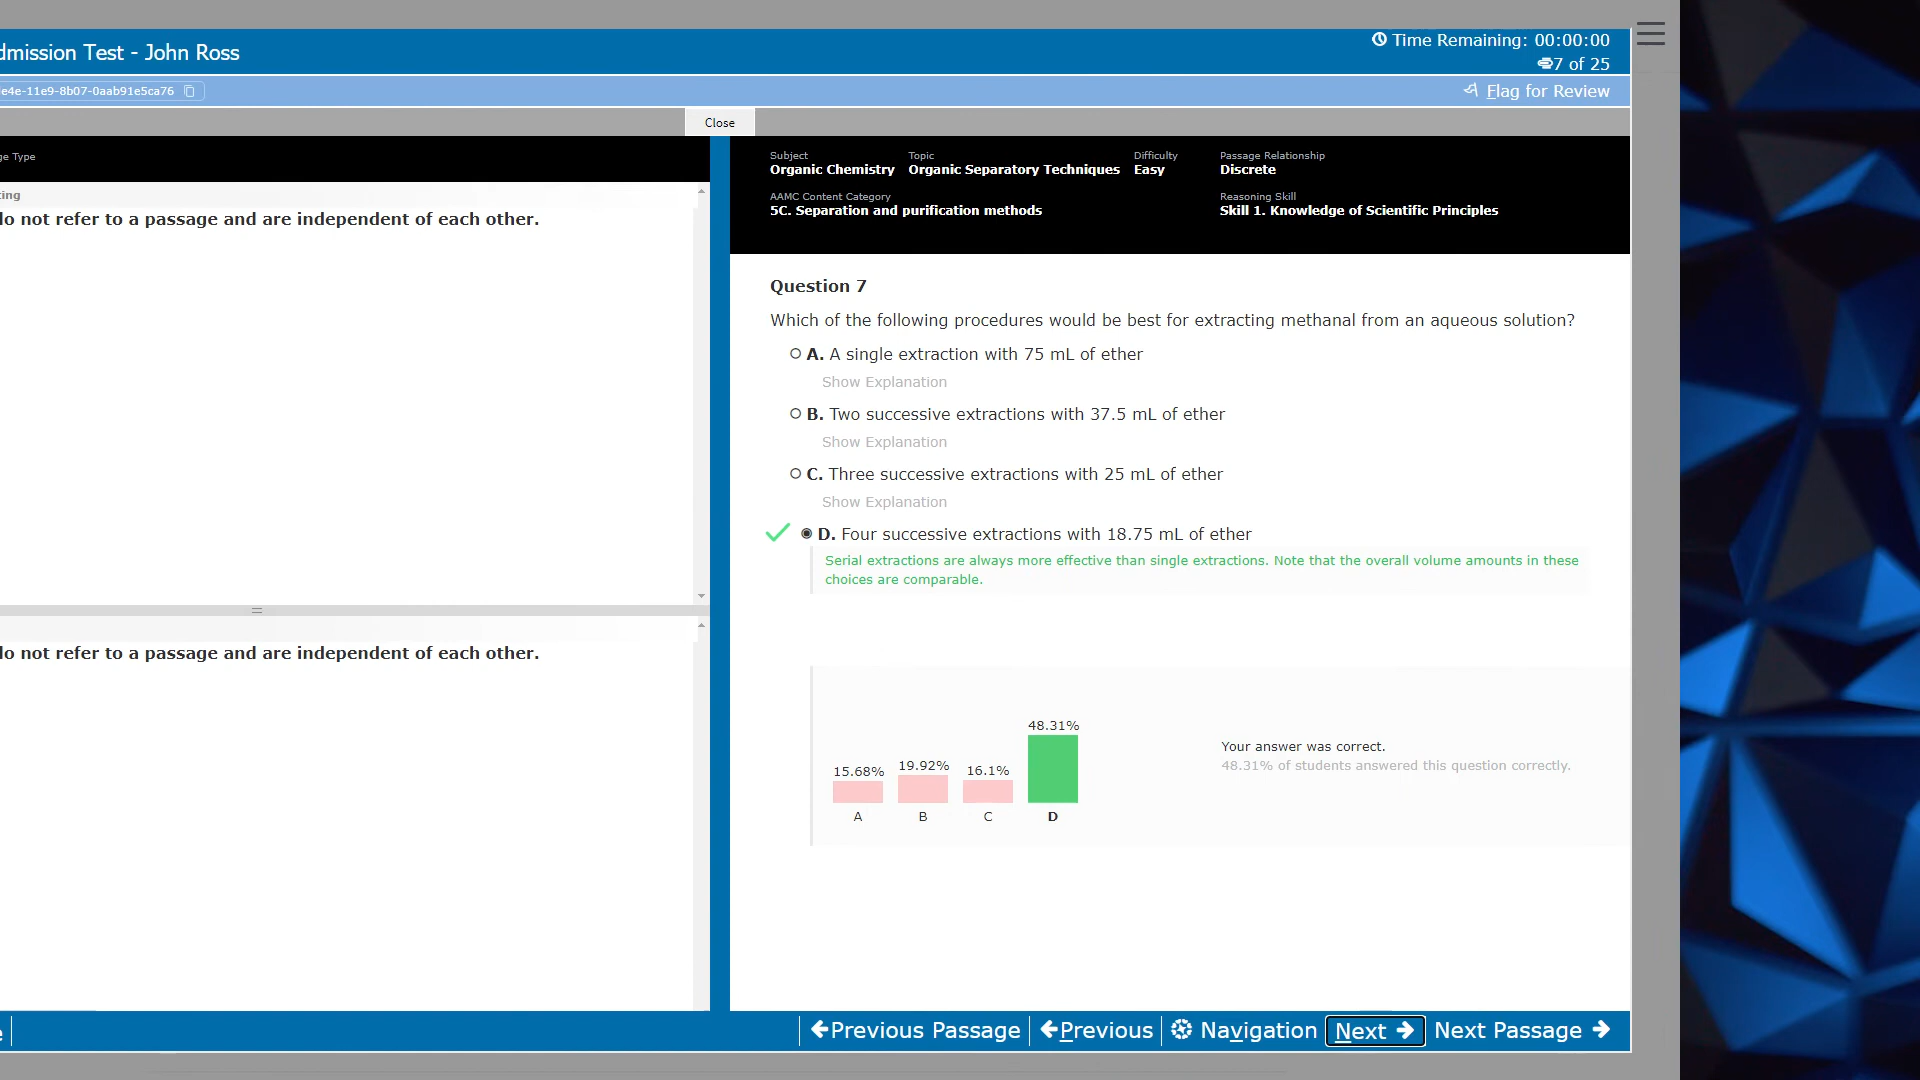 dmission Test - John Ross
Time Remaining: 00:00:00
7 of 25
e4e-11e9-8b07-0aab91e5ca76
Flag for Review
Close
ge Type
Subject
Organic Chemistry
Topic
Organic Separatory Techniques
Difficulty
Easy
Passage Relationship
Discrete
AAMC Content Category
5C. Separation and purification methods
Reasoning Skill
Skill 1. Knowledge of Scientific Principles
ting
do not refer to a passage and are independent of each other.
do not refer to a passage and are independent of each other.
Question 7
Which of the following procedures would be best for extracting methanal from an aqueous solution?
A. A single extraction with 75 mL of ether
Show Explanation
B. Two successive extractions with 37.5 mL of ether
Show Explanation
C. Three successive extractions with 25 mL of ether
Show Explanation
D. Four successive extractions with 18.75 mL of ether
Serial extractions are always more effective than single extractions. Note that the overall volume amounts in these
choices are comparable.
15.68%
19.92%
16.1%
48.31%
A
B
C
D
Your answer was correct.
48.31% of students answered this question correctly.
Previous Passage
Previous
Navigation
Next
Next Passage